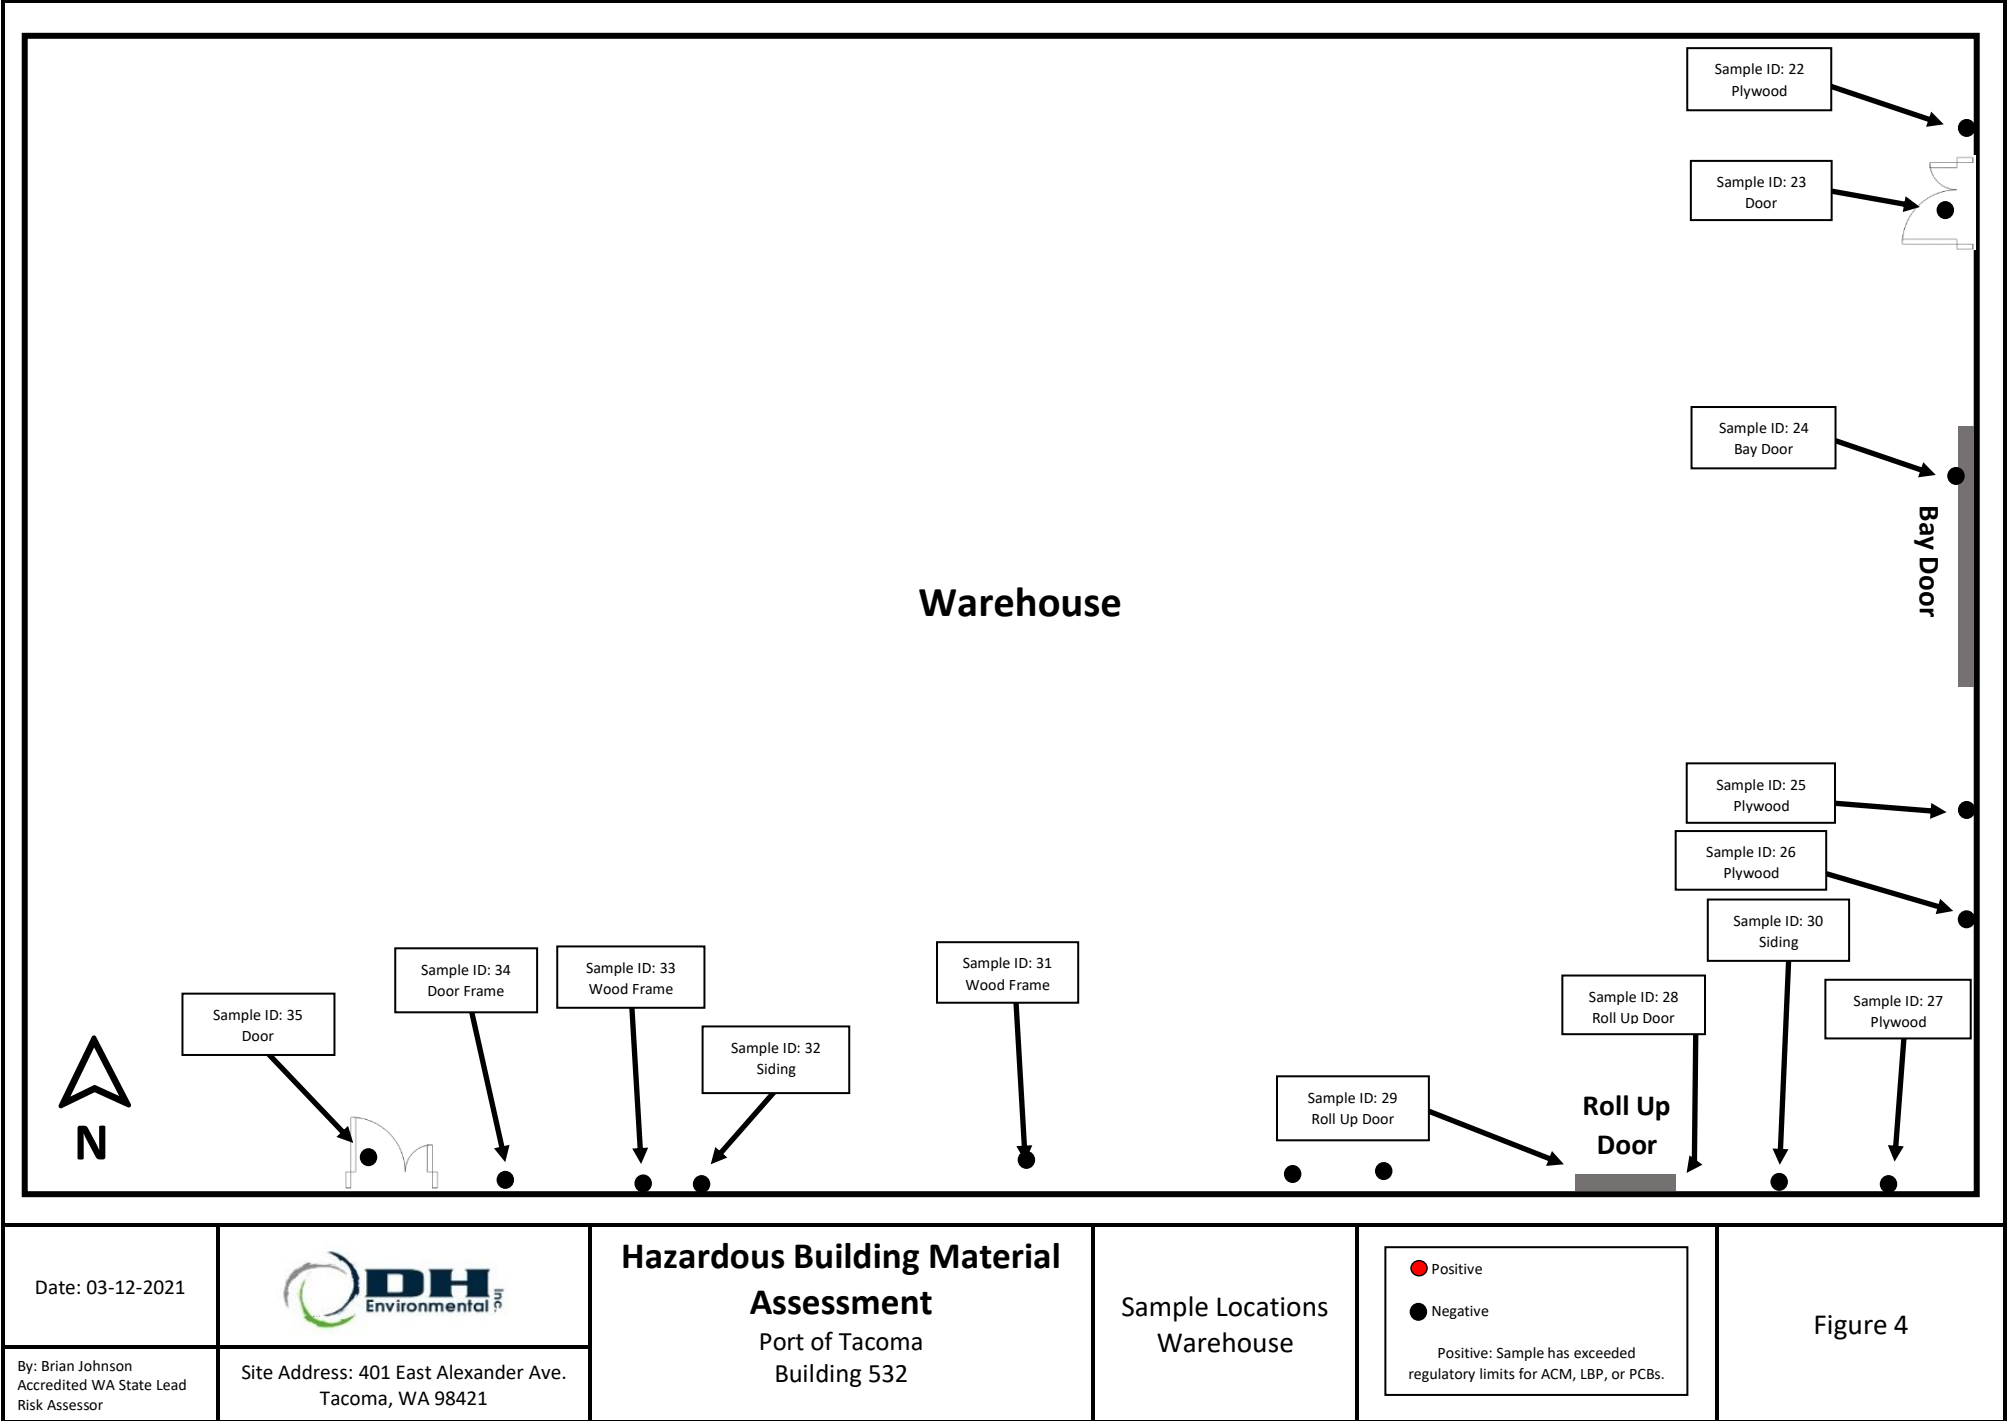 Sample ID: 22
Plywood
Sample ID: 23
Door
Sample ID: 24
Bay Door
Bay Door
Warehouse
Sample ID: 25
Plywood
Sample ID: 26
Plywood
Sample ID: 30
Siding
Sample ID: 34
Door Frame
Sample ID: 33
Wood Frame
Sample ID: 31
Wood Frame
Sample ID: 28
Roll Up Door
Sample ID: 27
Plywood
Sample ID: 35
Door
Sample ID: 32
Siding
Sample ID: 29
Roll Up Door
Roll Up
Door
N
Date: 03-12-2021
By: Brian Johnson
Accredited WA State Lead
Risk Assessor
DH
Environmental Inc.
Site Address: 401 East Alexander Ave.
Tacoma, WA 98421
Hazardous Building Material
Assessment
Port of Tacoma
Building 532
Sample Locations
Warehouse
Positive
Negative
Positive: Sample has exceeded
regulatory limits for ACM, LBP, or PCBs.
Figure 4